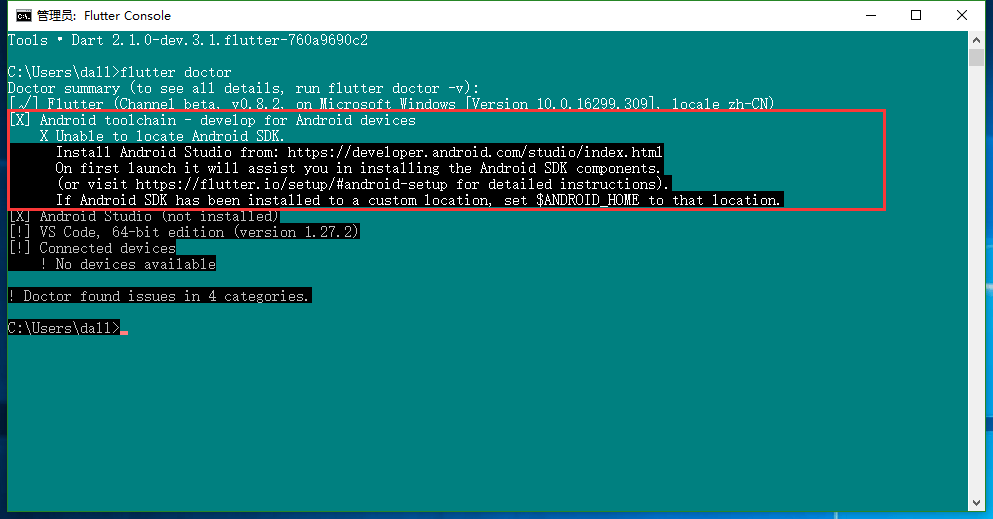 管理员: Flutter Console
Tools • Dart 2.1.0-dev.3.1.flutter-760a9690c2
C:\Users\dall>flutter doctor
Doctor summary (to see all details, run flutter doctor -v):
[√] Flutter (Channel beta, v0.8.2, on Microsoft Windows [Version 10.0.16299.309], locale zh-CN)
[X] Android toolchain - develop for Android devices
X Unable to locate Android SDK.
Install Android Studio from: https://developer.android.com/studio/index.html
On first launch it will assist you in installing the Android SDK components.
(or visit https://flutter.io/setup/#android-setup for detailed instructions).
If Android SDK has been installed to a custom location, set $ANDROID_HOME to that location.
[X] Android Studio (not installed)
[!] VS Code, 64-bit edition (version 1.27.2)
[!] Connected devices
! No devices available
! Doctor found issues in 4 categories.
C:\Users\dall>